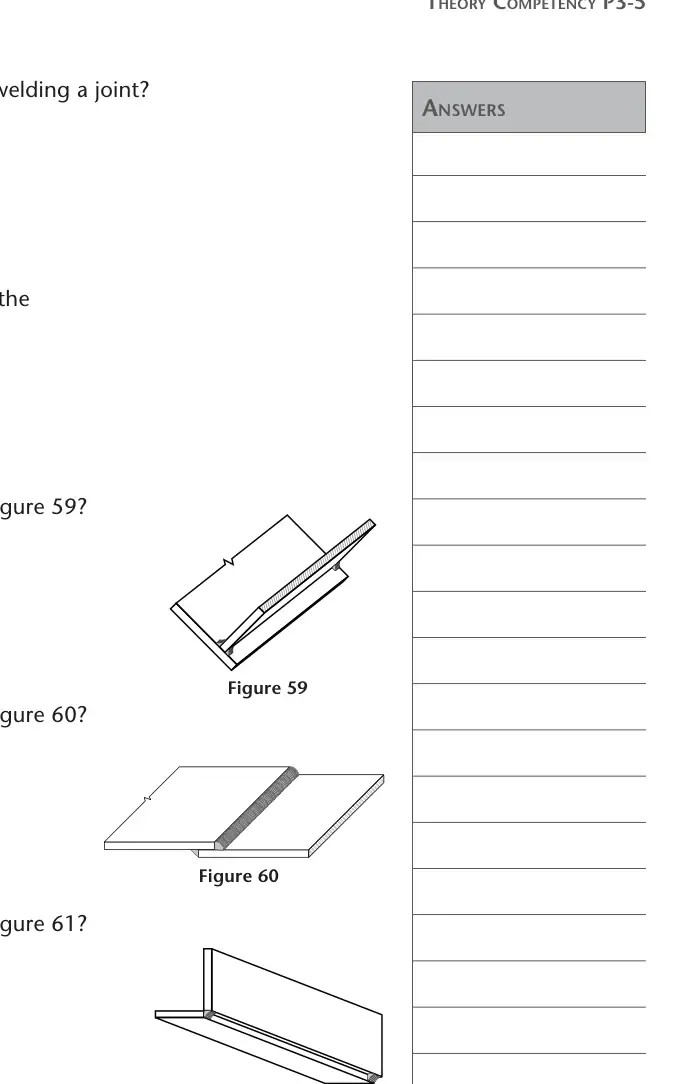 THEORY COMPETENCY P3-5
welding a joint?
ANSWERS
the
gure 59?
Figure 59
gure 60?
Figure 60
gure 61?